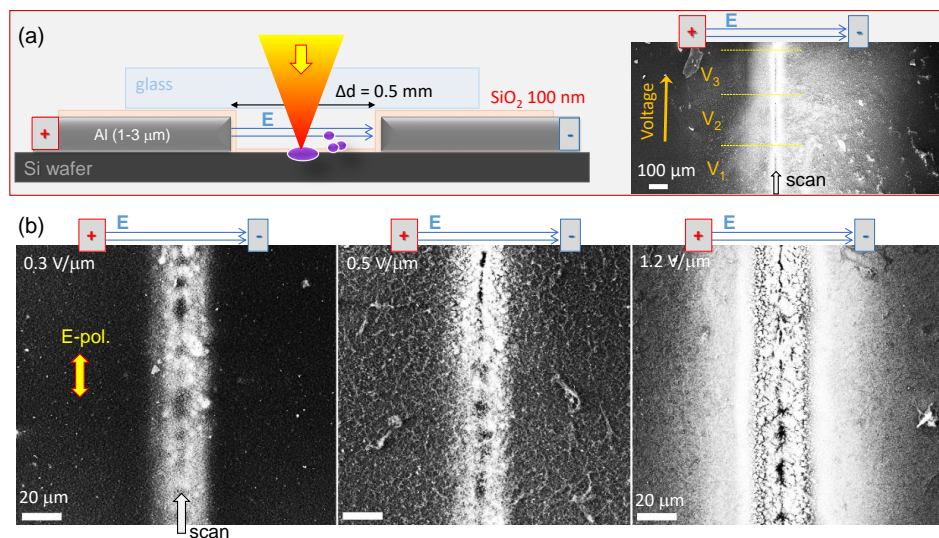 (a)
glass
Δd = 0.5 mm
SiO2 100 nm
E
+
Al (1-3 μm)
-
Si wafer
E
+
-
Voltage
V3
V2
V1
100 μm
scan
(b)
E
+
-
0.3 V/μm
E-pol.
20 μm
scan
E
+
-
0.5 V/μm
E
+
-
1.2 V/μm
20 μm